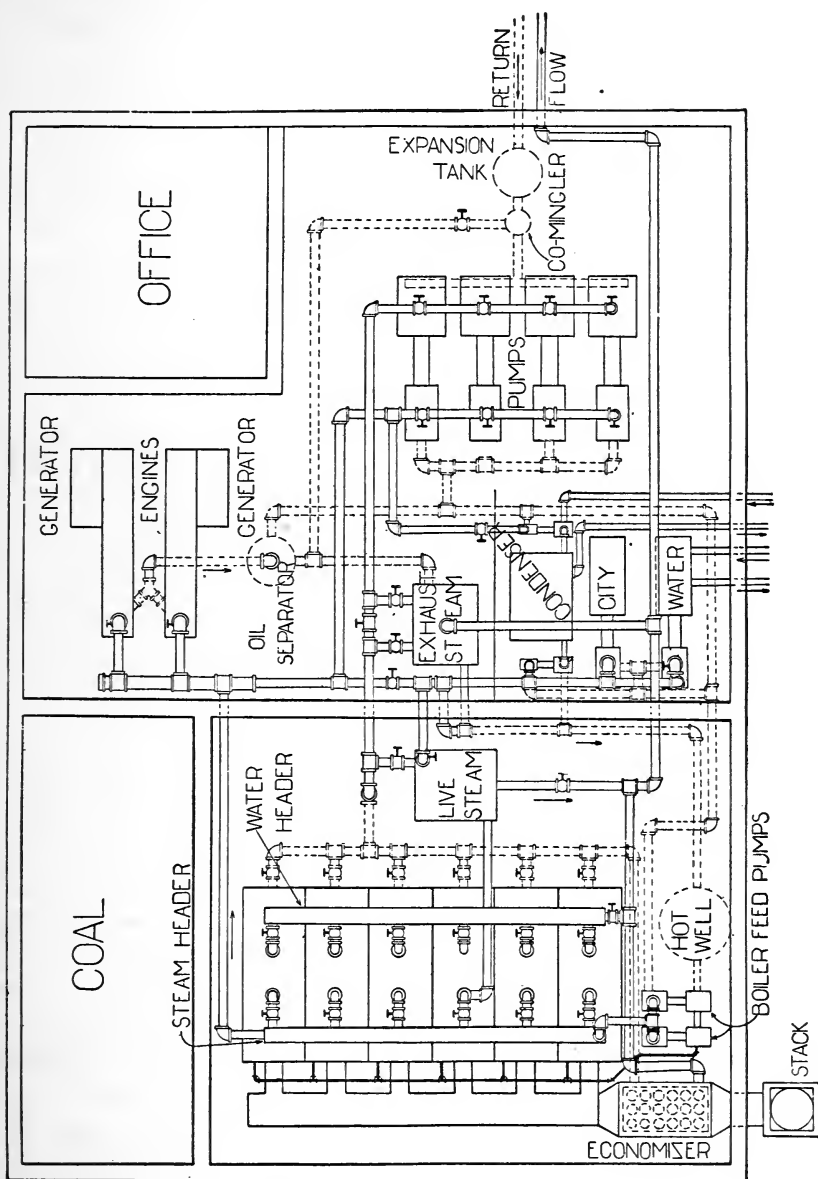 COAL
OFFICE
STEAM HEADER
WATER
HEADER
GENERATOR
ENGINES
GENERATOR
OIL
SEPARATOR
EXPANSION
TANK
RETURN
FLOW
CO-MINGLER
PUMPS
LIVE
STEAM
EXHAUS
STEAM
CONDENSER
CITY
WATER
HOT
WELL
BOILER FEED PUMPS
ECONOMIZER
STACK